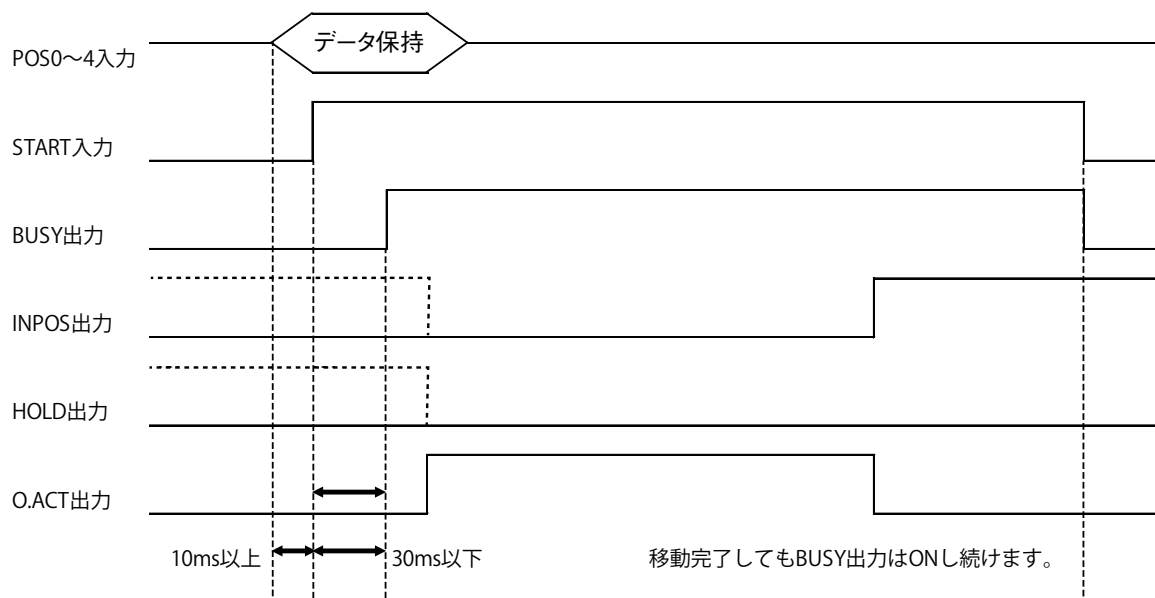 データ保持
POS0～4入力
START入力
BUSY出力
INPOS出力
HOLD出力
O.ACT出力
10ms以上
30ms以下
移動完了してもBUSY出力はONし続けます。